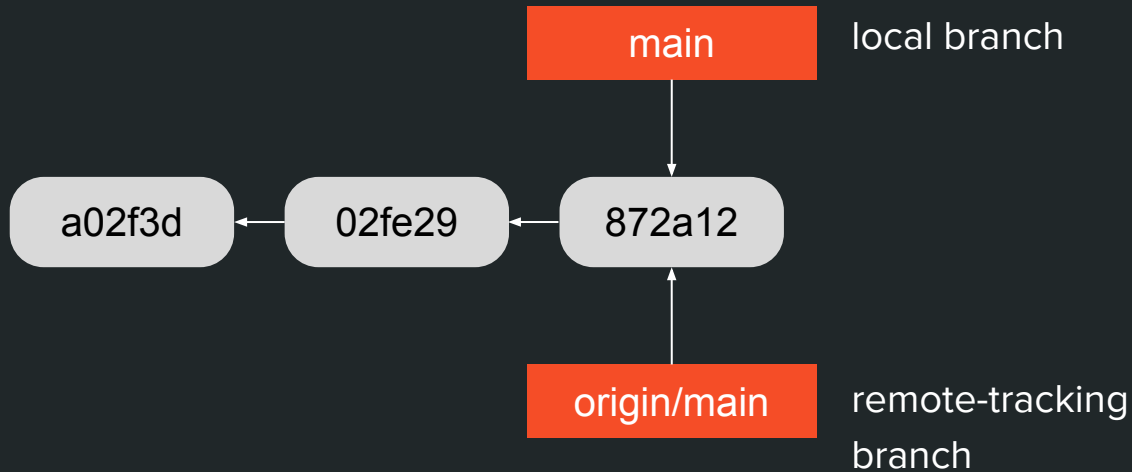 main
local branch
a02f3d
02fe29
872a12
origin/main
remote-tracking
branch